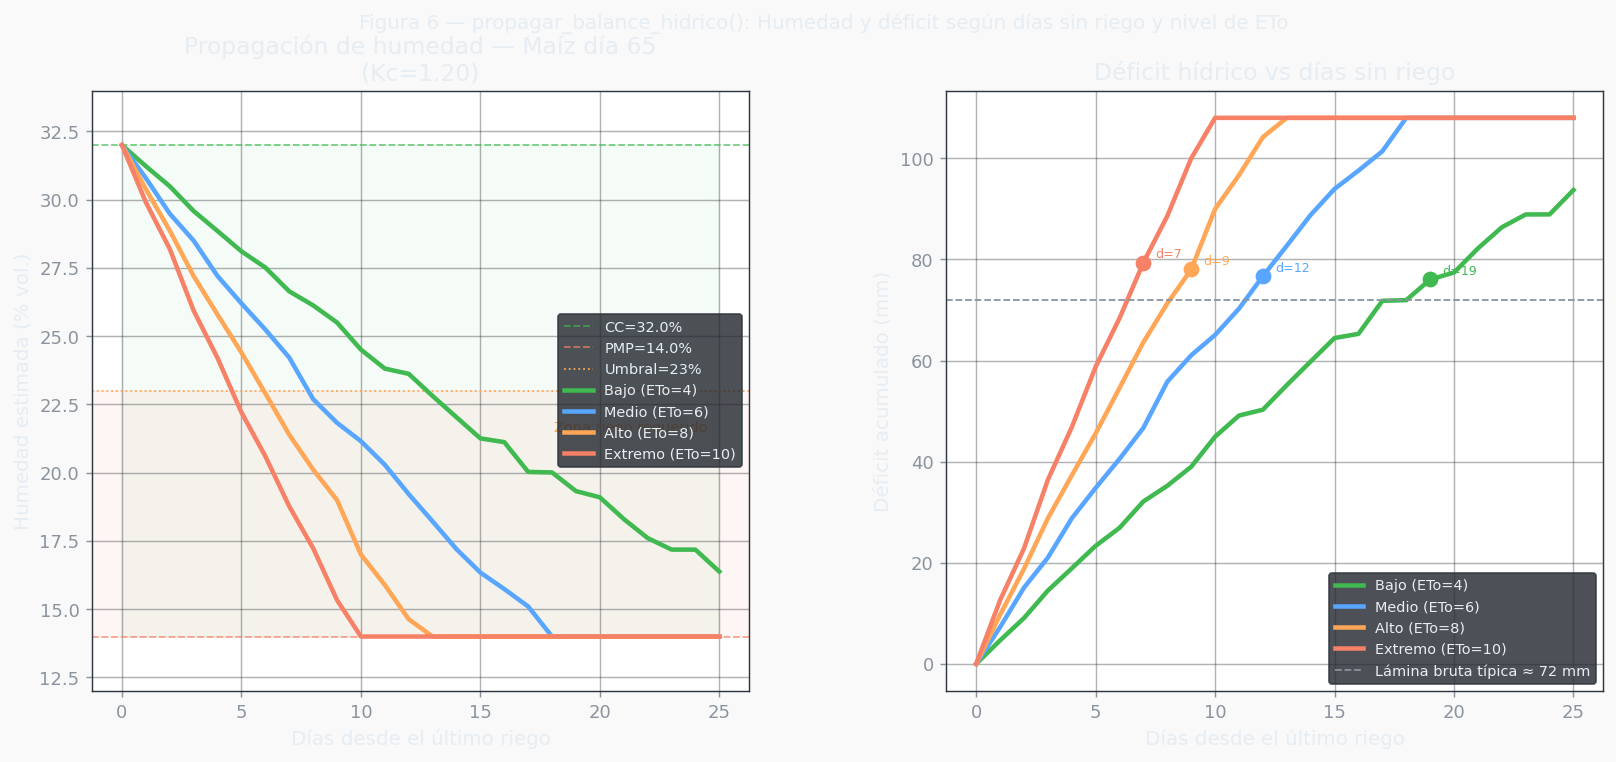 Figura 6 — propagar_balance_hidrico(): Humedad y déficit según días sin riego y nivel de ETo
Propagación de humedad — Maíz día 65
(Kc=1.20)
Humedad estimada (% vol.)
32.5
30.0
27.5
25.0
22.5
20.0
17.5
15.0
12.5
CC=32.0%
PMP=14.0%
Umbral=23%
Bajo (ETo=4)
Medio (ETo=6)
Alto (ETo=8)
Extremo (ETo=10)
0
5
10
15
20
25
Días desde el último riego
Déficit hídrico vs días sin riego
Déficit acumulado (mm)
100
80
60
40
20
0
d=7
d=9
d=12
d=19
Bajo (ETo=4)
Medio (ETo=6)
Alto (ETo=8)
Extremo (ETo=10)
Lámina bruta típica ≈ 72 mm
0
5
10
15
20
25
Días desde el último riego